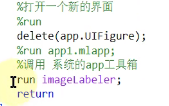 %打开一个新的界面
%run
delete(app.UIFigure);
%run app1.mlapp;
%调用 系统的app工具箱
run imageLabeler;
return